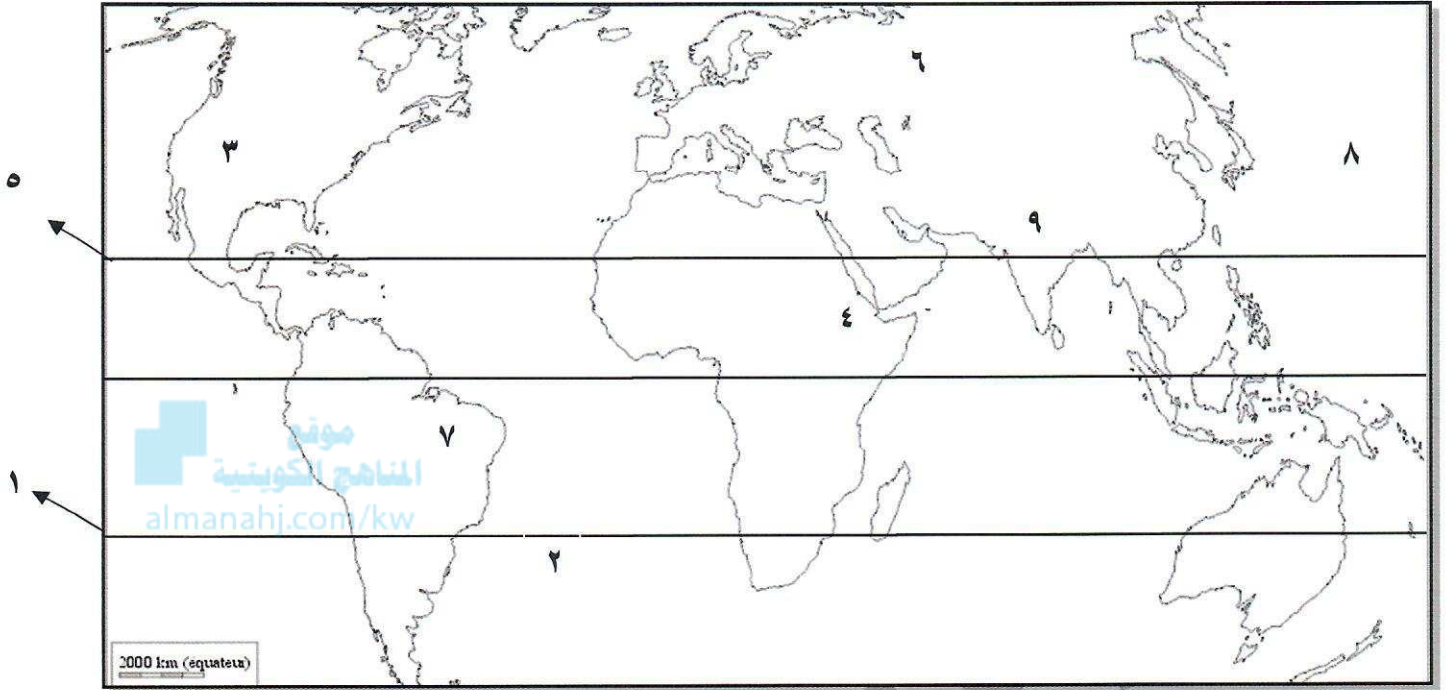 ٦
٣
٨
٥
٩
٤
موقع
المناهج الكويتية
almanahj.com/kw
٧
١
٢
2000 km (équateur)